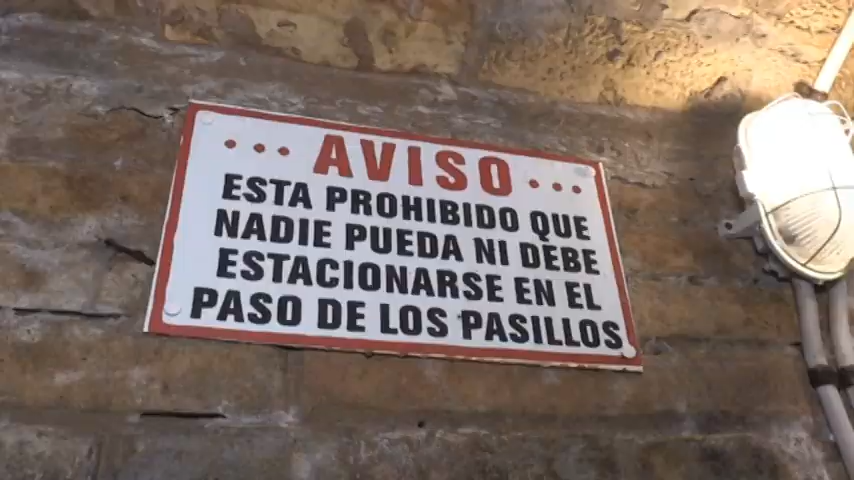 ... AVISO ...
ESTA PROHIBIDO QUE
NADIE PUEDA NI DEBE
ESTACIONARSE EN EL
PASO DE LOS PASILLOS